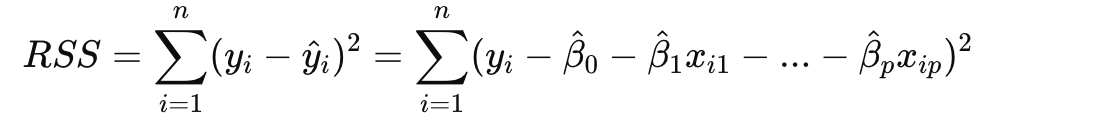 $RSS = \sum_{i=1}^{n}(y_i - \hat{y}_i)^2 = \sum_{i=1}^{n}(y_i - \hat{\beta}_0 - \hat{\beta}_1 x_{i1} - ... - \hat{\beta}_p x_{ip})^2$